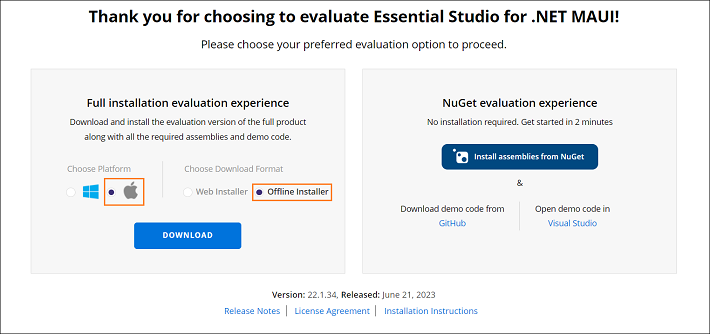 Thank you for choosing to evaluate Essential Studio for .NET MAUI!
Please choose your preferred evaluation option to proceed.
Full installation evaluation experience
Download and install the evaluation version of the full product
along with all the required assemblies and demo code.
Choose Platform
Choose Download Format
Web Installer
Offline Installer
DOWNLOAD
NuGet evaluation experience
No installation required. Get started in 2 minutes
Install assemblies from NuGet
&
Download demo code from
GitHub
Open demo code in
Visual Studio
Version: 22.1.34, Released: June 21, 2023
Release Notes | License Agreement | Installation Instructions